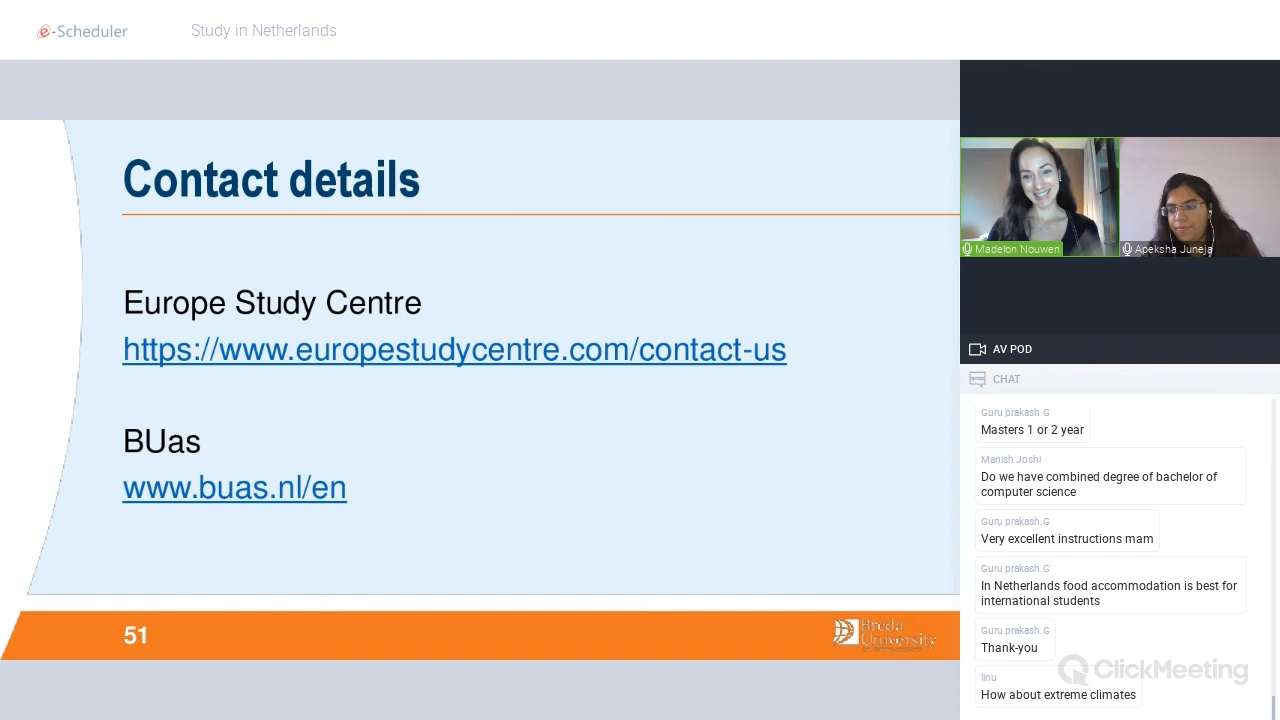 e-Scheduler
Study in Netherlands
Contact details
Europe Study Centre
https://www.europestudycentre.com/contact-us
BUas
www.buas.nl/en
51
Breda
University
Madelon Nouwen
Apeksha Juneja
AV POD
CHAT
Guru prakash.G
Masters 1 or 2 year
Manish Joshi
Do we have combined degree of bachelor of
computer science
Guru prakash.G
Very excellent instructions mam
Guru prakash.G
In Netherlands food accommodation is best for
international students
Guru prakash.G
Thank-you
ClickMeeting
How about extreme climates